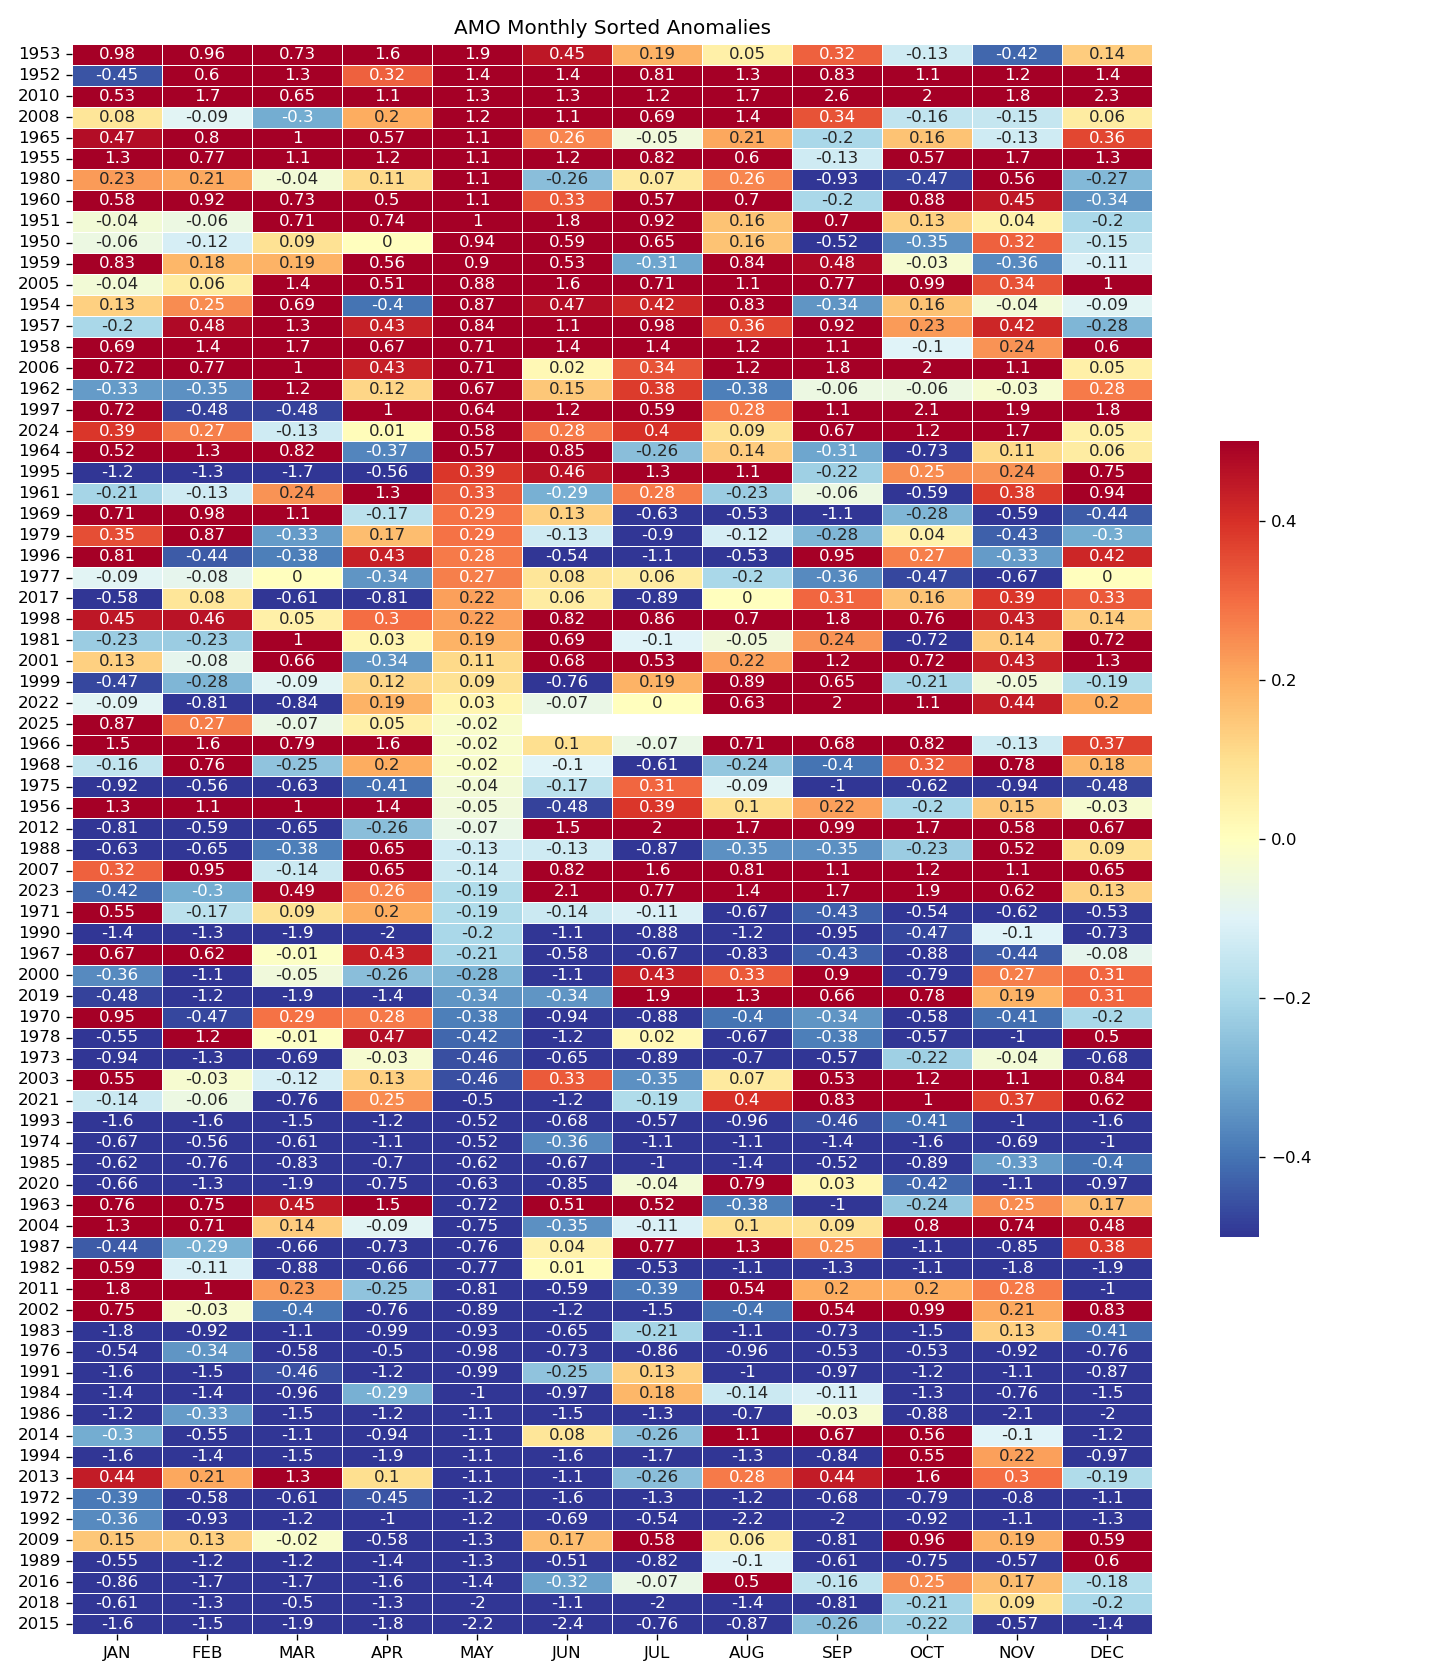 AMO Monthly Sorted Anomalies
1953 0.98 0.96 0.73 1.6 1.9 0.45 0.19 0.05 0.32 -0.13 -0.42 0.14
1952 -0.45 0.6 1.3 0.32 1.4 1.4 0.81 1.3 0.83 1.1 1.2 1.4
2010 0.53 1.7 0.65 1.1 1.3 1.3 1.2 1.7 2.6 2 1.8 2.3
2008 0.08 -0.09 -0.3 0.2 1.2 1.1 0.69 1.4 0.34 -0.16 -0.15 0.06
1965 0.47 0.8 1 0.57 1.1 0.26 -0.05 0.21 -0.2 0.16 -0.13 0.36
1955 1.3 0.77 1.1 1.2 1.1 1.2 0.82 0.6 -0.13 0.57 1.7 1.3
1980 0.23 0.21 -0.04 0.11 1.1 -0.26 0.07 0.26 -0.93 -0.47 0.56 -0.27
1960 0.58 0.92 0.73 0.5 1.1 0.33 0.57 0.7 -0.2 0.88 0.45 -0.34
1951 -0.04 -0.06 0.71 0.74 1 1.8 0.92 0.16 0.7 0.13 0.04 -0.2
1950 -0.06 -0.12 0.09 0 0.94 0.59 0.65 0.16 -0.52 -0.35 0.32 -0.15
1959 0.83 0.18 0.19 0.56 0.9 0.53 -0.31 0.84 0.48 -0.03 -0.36 -0.11
2005 -0.04 0.06 1.4 0.51 0.88 1.6 0.71 1.1 0.77 0.99 0.34 1
1954 0.13 0.25 0.69 -0.4 0.87 0.47 0.42 0.83 -0.34 0.16 -0.04 -0.09
1957 -0.2 0.48 1.3 0.43 0.84 1.1 0.98 0.36 0.92 0.23 0.42 -0.28
1958 0.69 1.4 1.7 0.67 0.71 1.4 1.4 1.2 1.1 -0.1 0.24 0.6
2006 0.72 0.77 1 0.43 0.71 0.02 0.34 1.2 1.8 2 1.1 0.05
1962 -0.33 -0.35 1.2 0.12 0.67 0.15 0.38 -0.38 -0.06 -0.06 -0.03 0.28
1997 0.72 -0.48 -0.48 1 0.64 1.2 0.59 0.28 1.1 2.1 1.9 1.8
2024 0.39 0.27 -0.13 0.01 0.58 0.28 0.4 0.09 0.67 1.2 1.7 0.05
1964 0.52 1.3 0.82 -0.37 0.57 0.85 -0.26 0.14 -0.31 -0.73 0.11 0.06
1995 -1.2 -1.3 -1.7 -0.56 0.39 0.46 1.3 1.1 -0.22 0.25 0.24 0.75
1961 -0.21 -0.13 0.24 1.3 0.33 -0.29 0.28 -0.23 -0.06 -0.59 0.38 0.94
1969 0.71 0.98 1.1 -0.17 0.29 0.13 -0.63 -0.53 -1.1 -0.28 -0.59 -0.44
1979 0.35 0.87 -0.33 0.17 0.29 -0.13 -0.9 -0.12 -0.28 0.04 -0.43 -0.3
1996 0.81 -0.44 -0.38 0.43 0.28 -0.54 -1.1 -0.53 0.95 0.27 -0.33 0.42
1977 -0.09 -0.08 0 -0.34 0.27 0.08 0.06 -0.2 -0.36 -0.47 -0.67 0
2017 -0.58 0.08 -0.61 -0.81 0.22 0.06 -0.89 0 0.31 0.16 0.39 0.33
1998 0.45 0.46 0.05 0.3 0.22 0.82 0.86 0.7 1.8 0.76 0.43 0.14
1981 -0.23 -0.23 1 0.03 0.19 0.69 -0.1 -0.05 0.24 -0.72 0.14 0.72
2001 0.13 -0.08 0.66 -0.34 0.11 0.68 0.53 0.22 1.2 0.72 0.43 1.3
1999 -0.47 -0.28 -0.09 0.12 0.09 -0.76 0.19 0.89 0.65 -0.21 -0.05 -0.19
2022 -0.09 -0.81 -0.84 0.19 0.03 -0.07 0 0.63 2 1.1 0.44 0.2
2025 0.87 0.27 -0.07 0.05 -0.02
1966 1.5 1.6 0.79 1.6 -0.02 0.1 -0.07 0.71 0.68 0.82 -0.13 0.37
1968 -0.16 0.76 -0.25 0.2 -0.02 -0.1 -0.61 -0.24 -0.4 0.32 0.78 0.18
1975 -0.92 -0.56 -0.63 -0.41 -0.04 -0.17 0.31 -0.09 -1 -0.62 -0.94 -0.48
1956 1.3 1.1 1 1.4 -0.05 -0.48 0.39 0.1 0.22 -0.2 0.15 -0.03
2012 -0.81 -0.59 -0.65 -0.26 -0.07 1.5 2 1.7 0.99 1.7 0.58 0.67
1988 -0.63 -0.65 -0.38 0.65 -0.13 -0.13 -0.87 -0.35 -0.35 -0.23 0.52 0.09
2007 0.32 0.95 -0.14 0.65 -0.14 0.82 1.6 0.81 1.1 1.2 1.1 0.65
2023 -0.42 -0.3 0.49 0.26 -0.19 2.1 0.77 1.4 1.7 1.9 0.62 0.13
1971 0.55 -0.17 0.09 0.2 -0.19 -0.14 -0.11 -0.67 -0.43 -0.54 -0.62 -0.53
1990 -1.4 -1.3 -1.9 -2 -0.2 -1.1 -0.88 -1.2 -0.95 -0.47 -0.1 -0.73
1967 0.67 0.62 -0.01 0.43 -0.21 -0.58 -0.67 -0.83 -0.43 -0.88 -0.44 -0.08
2000 -0.36 -1.1 -0.05 -0.26 -0.28 -1.1 0.43 0.33 0.9 -0.79 0.27 0.31
2019 -0.48 -1.2 -1.9 -1.4 -0.34 -0.34 1.9 1.3 0.66 0.78 0.19 0.31
1970 0.95 -0.47 0.29 0.28 -0.38 -0.94 -0.88 -0.4 -0.34 -0.58 -0.41 -0.2
1978 -0.55 1.2 -0.01 0.47 -0.42 -1.2 0.02 -0.67 -0.38 -0.57 -1 0.5
1973 -0.94 -1.3 -0.69 -0.03 -0.46 -0.65 -0.89 -0.7 -0.57 -0.22 -0.04 -0.68
2003 0.55 -0.03 -0.12 0.13 -0.46 0.33 -0.35 0.07 0.53 1.2 1.1 0.84
2021 -0.14 -0.06 -0.76 0.25 -0.5 -1.2 -0.19 0.4 0.83 1 0.37 0.62
1993 -1.6 -1.6 -1.5 -1.2 -0.52 -0.68 -0.57 -0.96 -0.46 -0.41 -1 -1.6
1974 -0.67 -0.56 -0.61 -1.1 -0.52 -0.36 -1.1 -1.1 -1.4 -1.6 -0.69 -1
1985 -0.62 -0.76 -0.83 -0.7 -0.62 -0.67 -1 -1.4 -0.52 -0.89 -0.33 -0.4
2020 -0.66 -1.3 -1.9 -0.75 -0.63 -0.85 -0.04 0.79 0.03 -0.42 -1.1 -0.97
1963 0.76 0.75 0.45 1.5 -0.72 0.51 0.52 -0.38 -1 -0.24 0.25 0.17
2004 1.3 0.71 0.14 -0.09 -0.75 -0.35 -0.11 0.1 0.09 0.8 0.74 0.48
1987 -0.44 -0.29 -0.66 -0.73 -0.76 0.04 0.77 1.3 0.25 -1.1 -0.85 0.38
1982 0.59 -0.11 -0.88 -0.66 -0.77 0.01 -0.53 -1.1 -1.3 -1.1 -1.8 -1.9
2011 1.8 1 0.23 -0.25 -0.81 -0.59 -0.39 0.54 0.2 0.2 0.28 -1
2002 0.75 -0.03 -0.4 -0.76 -0.89 -1.2 -1.5 -0.4 0.54 0.99 0.21 0.83
1983 -1.8 -0.92 -1.1 -0.99 -0.93 -0.65 -0.21 -1.1 -0.73 -1.5 0.13 -0.41
1976 -0.54 -0.34 -0.58 -0.5 -0.98 -0.73 -0.86 -0.96 -0.53 -0.53 -0.92 -0.76
1991 -1.6 -1.5 -0.46 -1.2 -0.99 -0.25 0.13 -1 -0.97 -1.2 -1.1 -0.87
1984 -1.4 -1.4 -0.96 -0.29 -1 -0.97 0.18 -0.14 -0.11 -1.3 -0.76 -1.5
1986 -1.2 -0.33 -1.5 -1.2 -1.1 -1.5 -1.3 -0.7 -0.03 -0.88 -2.1 -2
2014 -0.3 -0.55 -1.1 -0.94 -1.1 0.08 -0.26 1.1 0.67 0.56 -0.1 -1.2
1994 -1.6 -1.4 -1.5 -1.9 -1.1 -1.6 -1.7 -1.3 -0.84 0.55 0.22 -0.97
2013 0.44 0.21 1.3 0.1 -1.1 -1.1 -0.26 0.28 0.44 1.6 0.3 -0.19
1972 -0.39 -0.58 -0.61 -0.45 -1.2 -1.6 -1.3 -1.2 -0.68 -0.79 -0.8 -1.1
1992 -0.36 -0.93 -1.2 -1 -1.2 -0.69 -0.54 -2.2 -2 -0.92 -1.1 -1.3
2009 0.15 0.13 -0.02 -0.58 -1.3 0.17 0.58 0.06 -0.81 0.96 0.19 0.59
1989 -0.55 -1.2 -1.2 -1.4 -1.3 -0.51 -0.82 -0.1 -0.61 -0.75 -0.57 0.6
2016 -0.86 -1.7 -1.7 -1.6 -1.4 -0.32 -0.07 0.5 -0.16 0.25 0.17 -0.18
2018 -0.61 -1.3 -0.5 -1.3 -2 -1.1 -2 -1.4 -0.81 -0.21 0.09 -0.2
2015 -1.6 -1.5 -1.9 -1.8 -2.2 -2.4 -0.76 -0.87 -0.26 -0.22 -0.57 -1.4
JAN FEB MAR APR MAY JUN JUL AUG SEP OCT NOV DEC
0.4
0.2
0.0
−0.2
−0.4